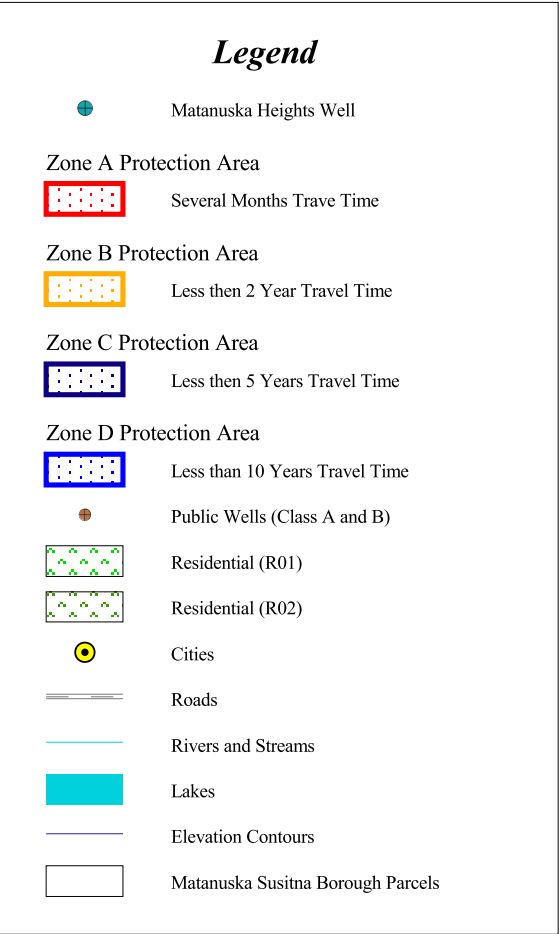 Legend
Matanuska Heights Well
Zone A Protection Area
Several Months Trave Time
Zone B Protection Area
Less then 2 Year Travel Time
Zone C Protection Area
Less then 5 Years Travel Time
Zone D Protection Area
Less than 10 Years Travel Time
Public Wells (Class A and B)
Residential (R01)
Residential (R02)
Cities
Roads
Rivers and Streams
Lakes
Elevation Contours
Matanuska Susitna Borough Parcels